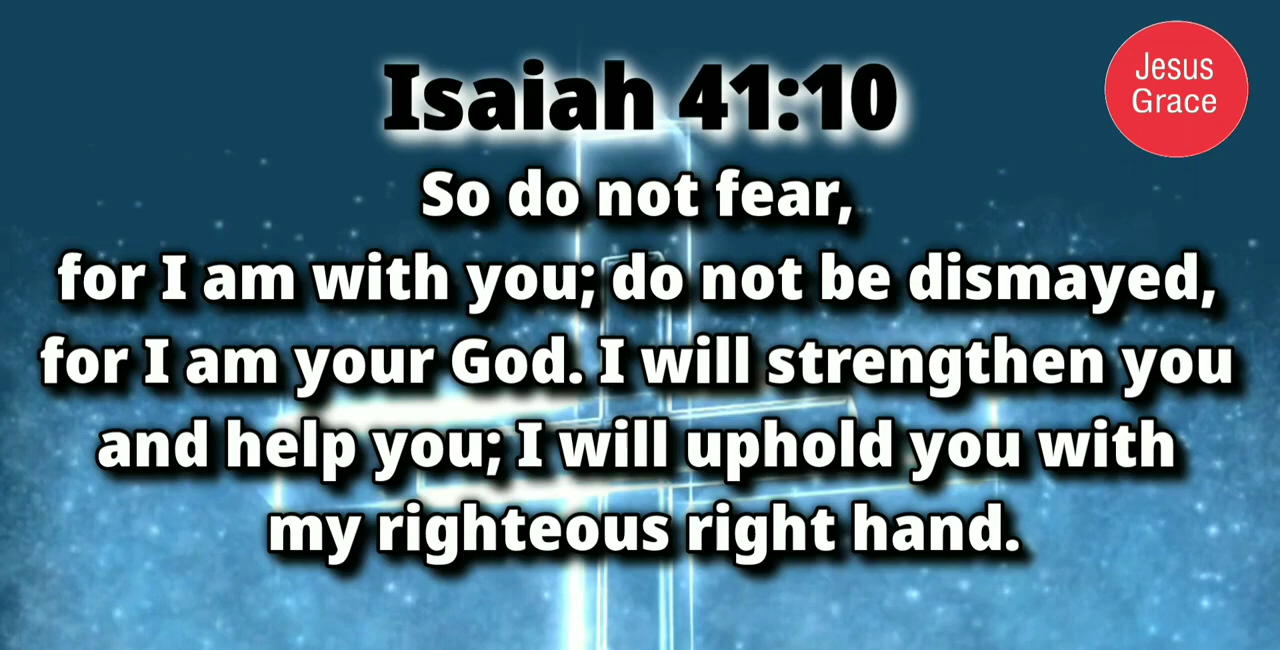 Isaiah 41:10
Jesus
Grace
So do not fear,
for I am with you; do not be dismayed,
for I am your God. I will strengthen you
and help you; I will uphold you with
my righteous right hand.